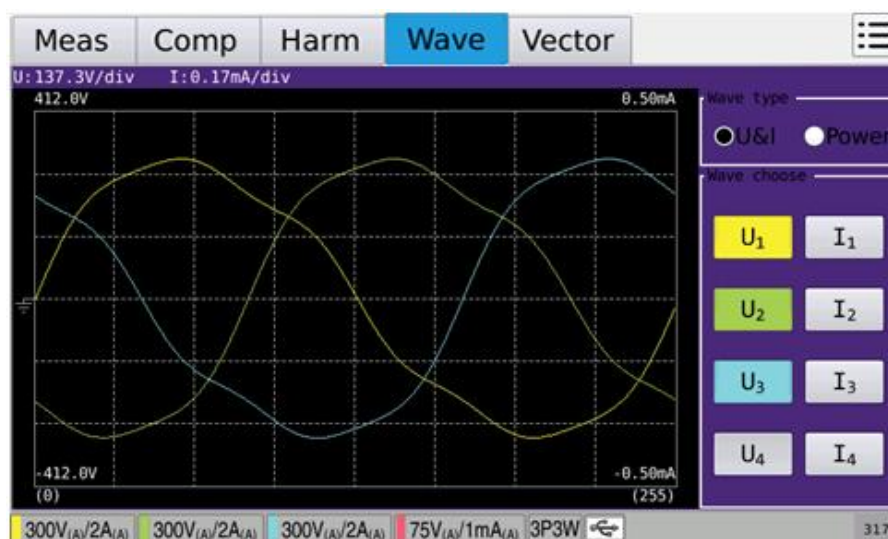 Meas Comp Harm Wave Vector
U:137.3V/div I:0.17mA/div
412.0V 0.50mA
Wave type
U&I Power
Wave choose
U1 I1
U2 I2
U3 I3
U4 I4
-412.0V -0.50mA
(0) (255)
300V(A)/2A(A) 300V(A)/2A(A) 300V(A)/2A(A) 75V(A)/1mA(A) 3P3W 317